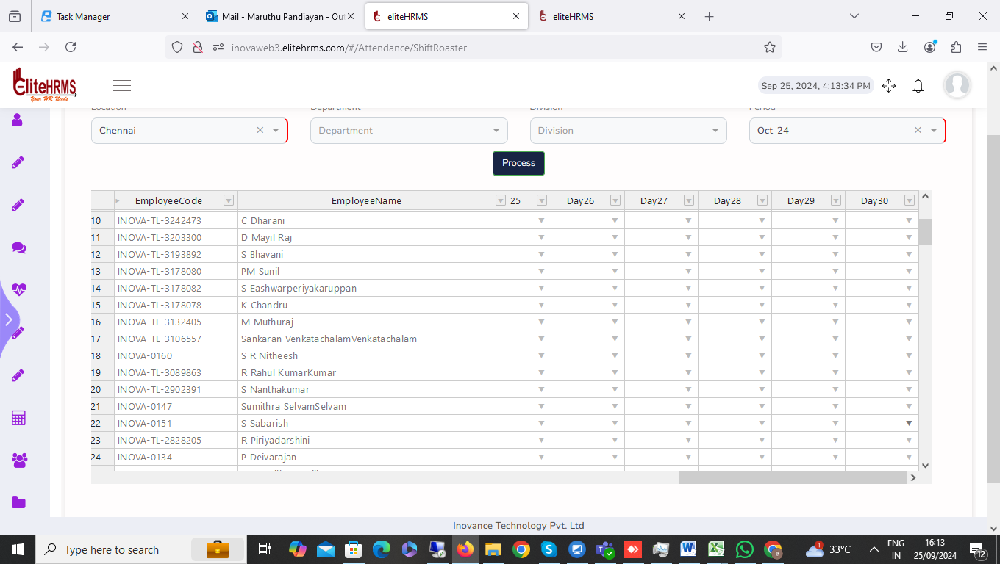 Task Manager
Mail - Maruthu Pandiayan - Out
eliteHRMS
eliteHRMS
inovaweb3.elitehrms.com/#/Attendance/ShiftRoaster
EliteHRMS
Your HR Needs
Sep 25, 2024, 4:13:34 PM
Location Department Division Period
Chennai Department Division Oct-24
Process
EmployeeCode EmployeeName 25 Day26 Day27 Day28 Day29 Day30
10 INOVA-TL-3242473 C Dharani
11 INOVA-TL-3203300 D Mayil Raj
12 INOVA-TL-3193892 S Bhavani
13 INOVA-TL-3178080 PM Sunil
14 INOVA-TL-3178082 S Eashwarperiyakaruppan
15 INOVA-TL-3178078 K Chandru
16 INOVA-TL-3132405 M Muthuraj
17 INOVA-TL-3106557 Sankaran VenkatachalamVenkatachalam
18 INOVA-0160 S R Nitheesh
19 INOVA-TL-3089863 R Rahul KumarKumar
20 INOVA-TL-2902391 S Nanthakumar
21 INOVA-0147 Sumithra SelvamSelvam
22 INOVA-0151 S Sabarish
23 INOVA-TL-2828205 R Piriyadarshini
24 INOVA-0134 P Deivarajan
Inovance Technology Pvt. Ltd
Type here to search
33°C
ENG
IN
16:13
25/09/2024
12